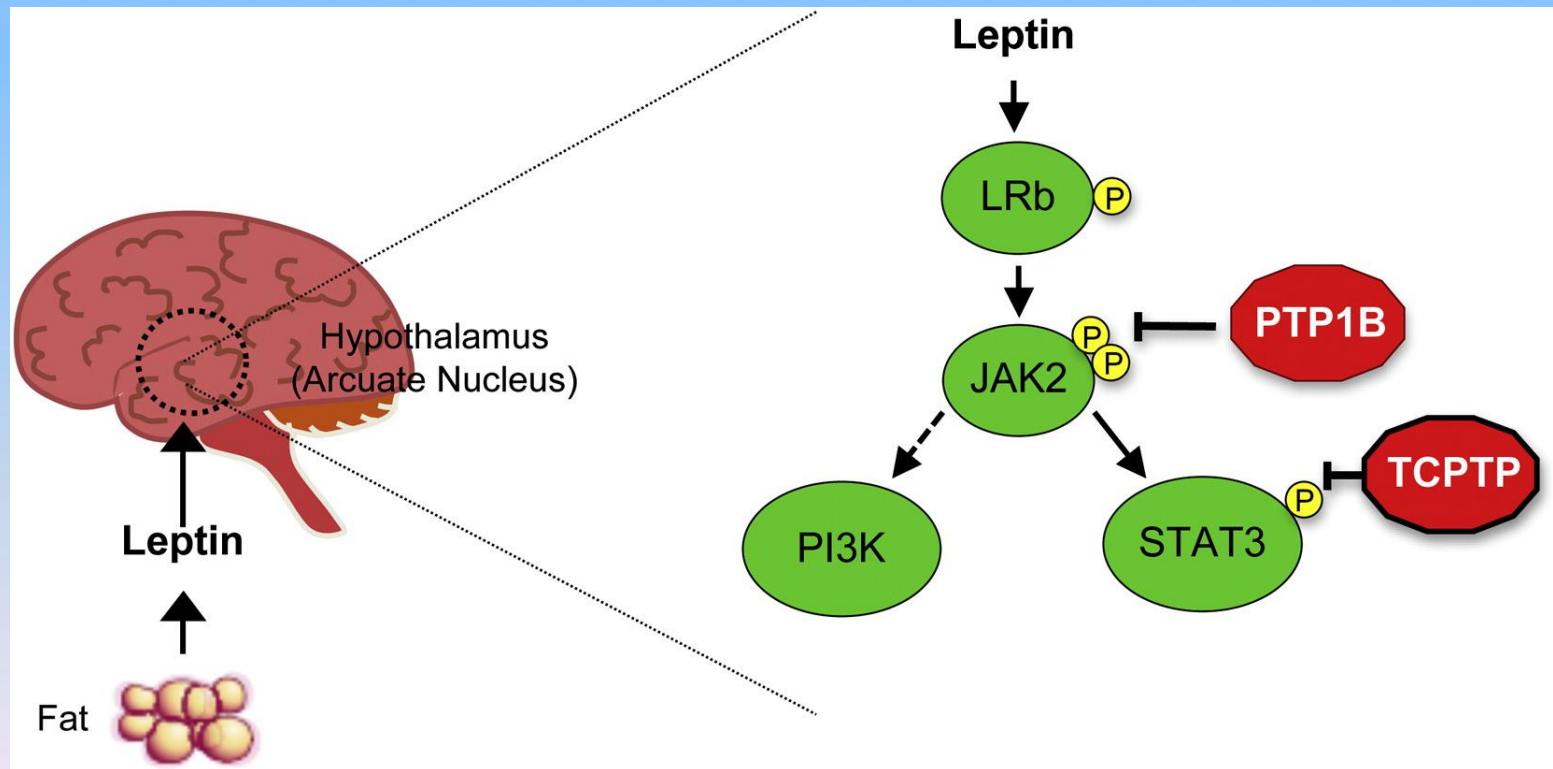 Leptin
LRb
P
PTP1B
P
P
JAK2
Hypothalamus
(Arcuate Nucleus)
TCPTP
P
STAT3
PI3K
Leptin
Fat